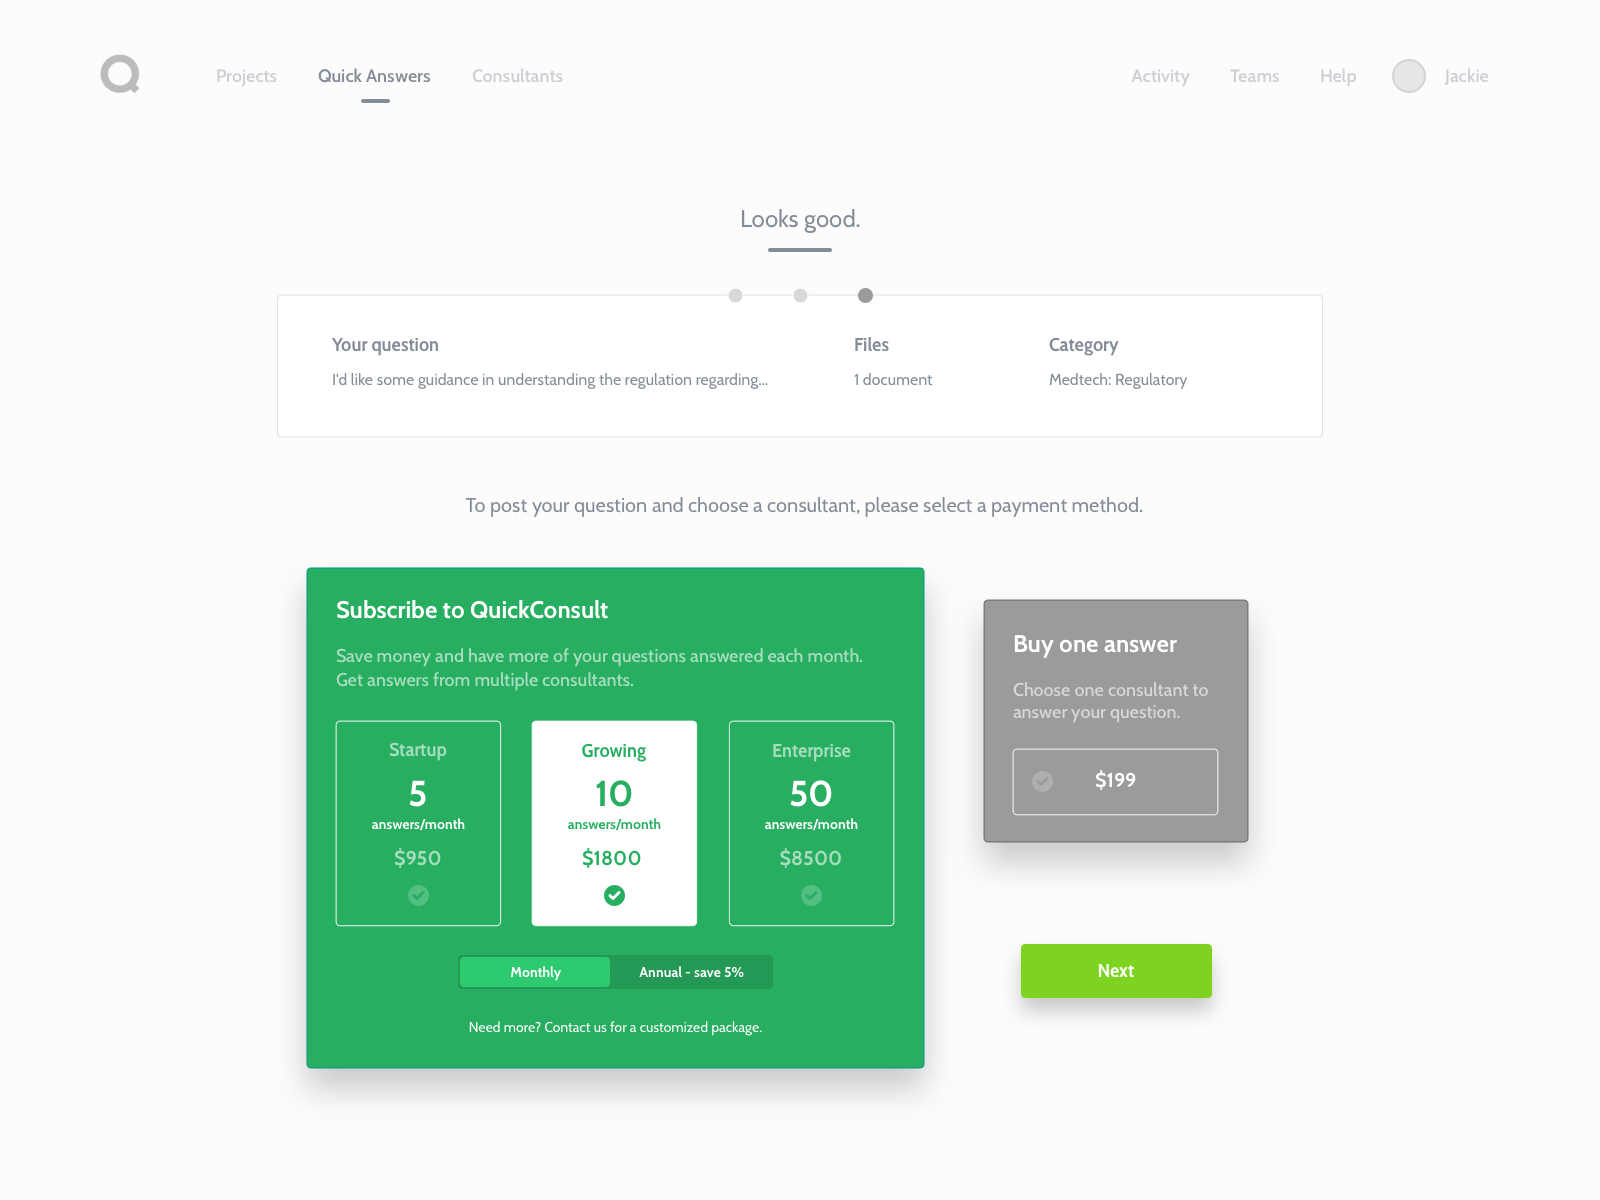 Q
Projects
Quick Answers
Consultants
Activity
Teams
Help
Jackie
Looks good.
Your question
Files
Category
I'd like some guidance in understanding the regulation regarding...
1 document
Medtech: Regulatory
To post your question and choose a consultant, please select a payment method.
Subscribe to QuickConsult
Save money and have more of your questions answered each month.
Get answers from multiple consultants.
Startup
5
answers/month
$950
Growing
10
answers/month
$1800
Enterprise
50
answers/month
$8500
Monthly
Annual - save 5%
Need more? Contact us for a customized package.
Buy one answer
Choose one consultant to
answer your question.
$199
Next